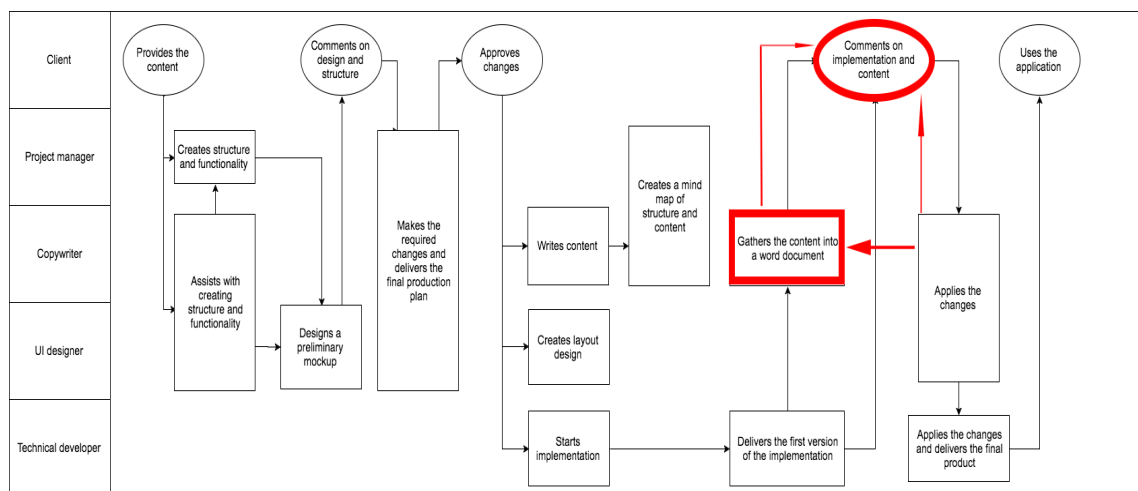 Client
Provides the
content
Comments on
design and
structure
Approves
changes
Comments on
implementation and
content
Uses the
application
Project manager
Creates structure
and functionality
Creates a mind
map of
structure and
content
Copywriter
Makes the
required
changes and
delivers the
final production
plan
Writes content
Gathers the content into
a word document
Assists with
creating
structure and
functionality
Applies the
changes
UI designer
Designs a
preliminary
mockup
Creates layout
design
Technical developer
Starts
implementation
Delivers the first version
of the implementation
Applies the changes
and delivers the final
product